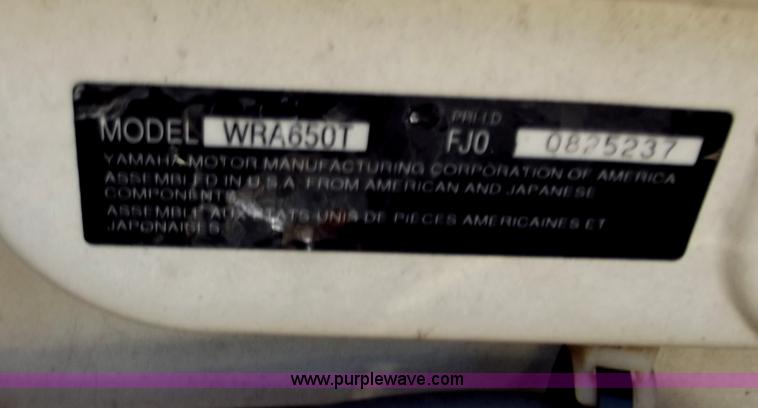 MODEL WRA650T PRI-I.D. FJ0 0825237
YAMAHA MOTOR MANUFACTURING CORPORATION OF AMERICA
ASSEMBLED IN U.S.A. FROM AMERICAN AND JAPANESE
COMPONENTS
ASSEMBLE AUX ETATS-UNIS DE PIECES AMERICAINES ET
JAPONAISES
www.purplewave.com